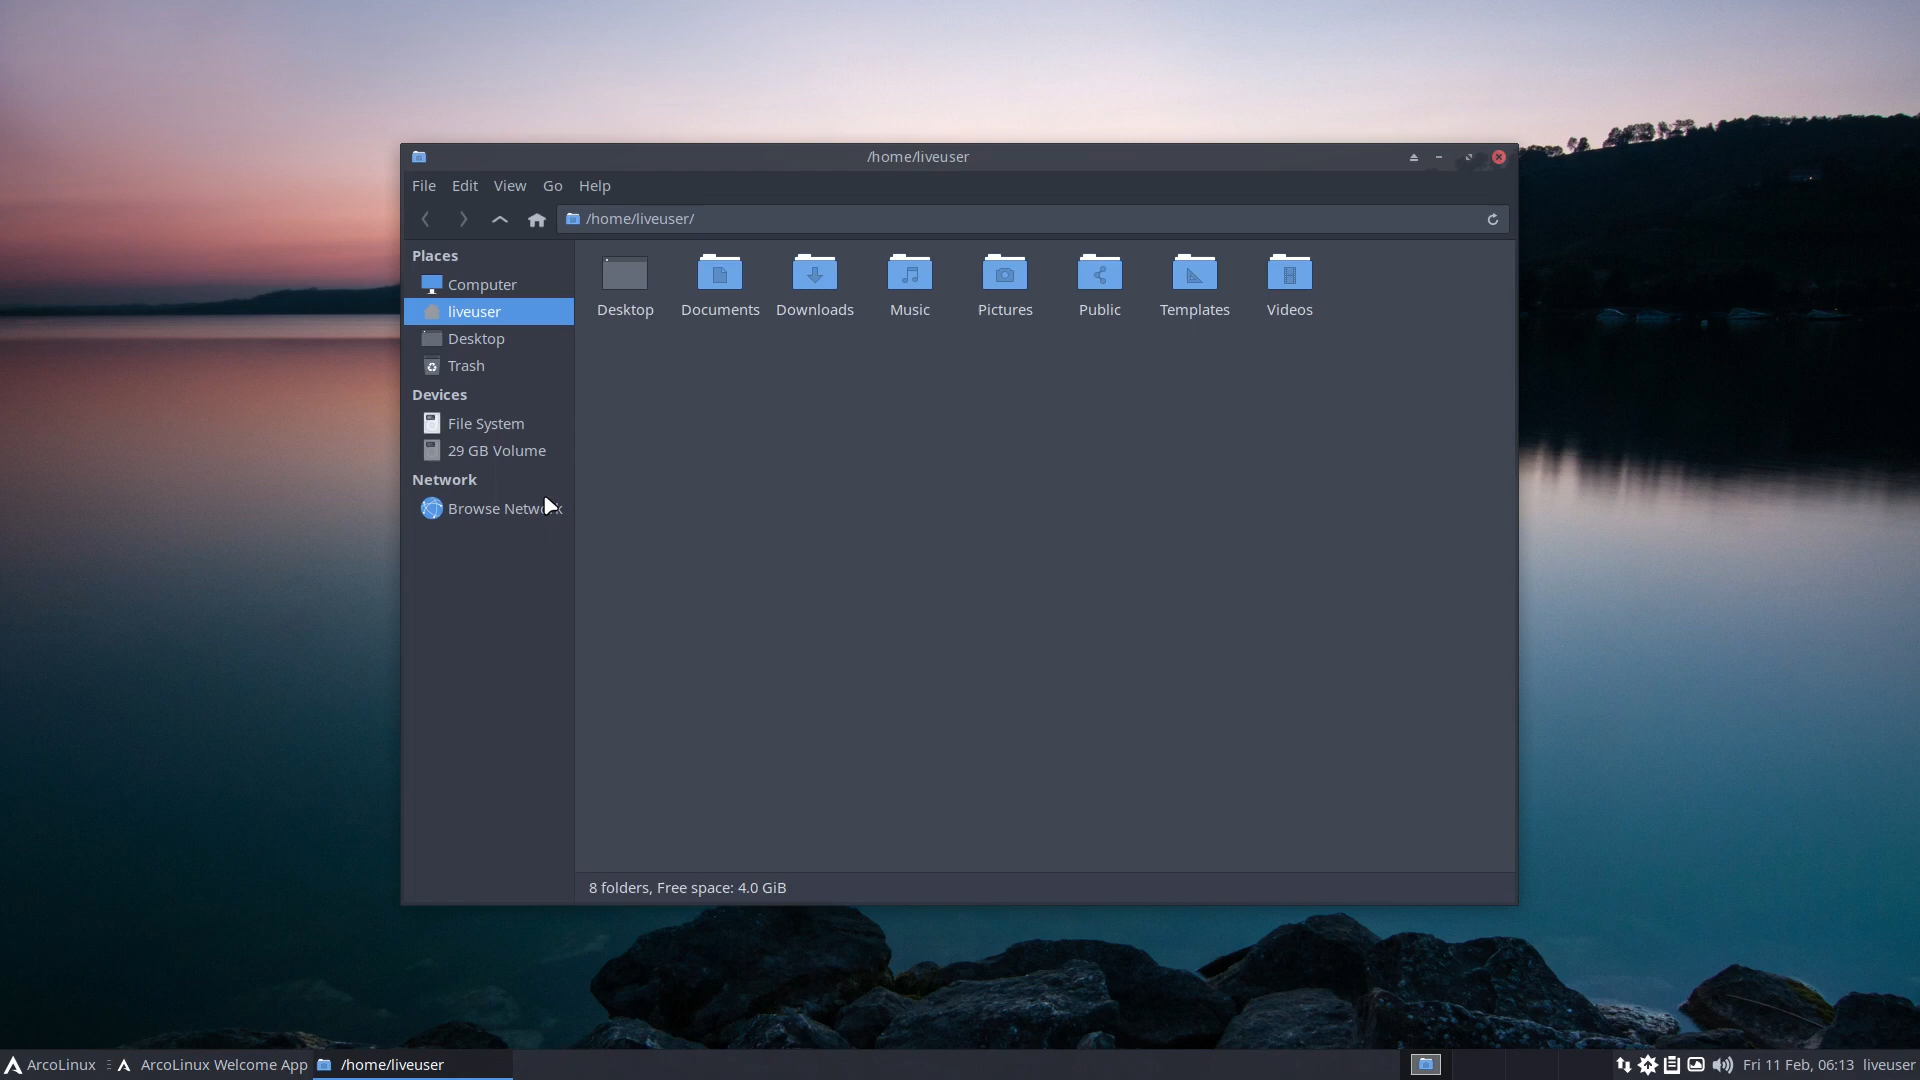 /home/liveuser
File Edit View Go Help
/home/liveuser/
Places
Computer
liveuser
Desktop
Trash
Devices
File System
29 GB Volume
Network
Browse Network
Desktop Documents Downloads Music Pictures Public Templates Videos
8 folders, Free space: 4.0 GiB
ArcoLinux ArcoLinux Welcome App /home/liveuser Fri 11 Feb, 06:13 liveuser